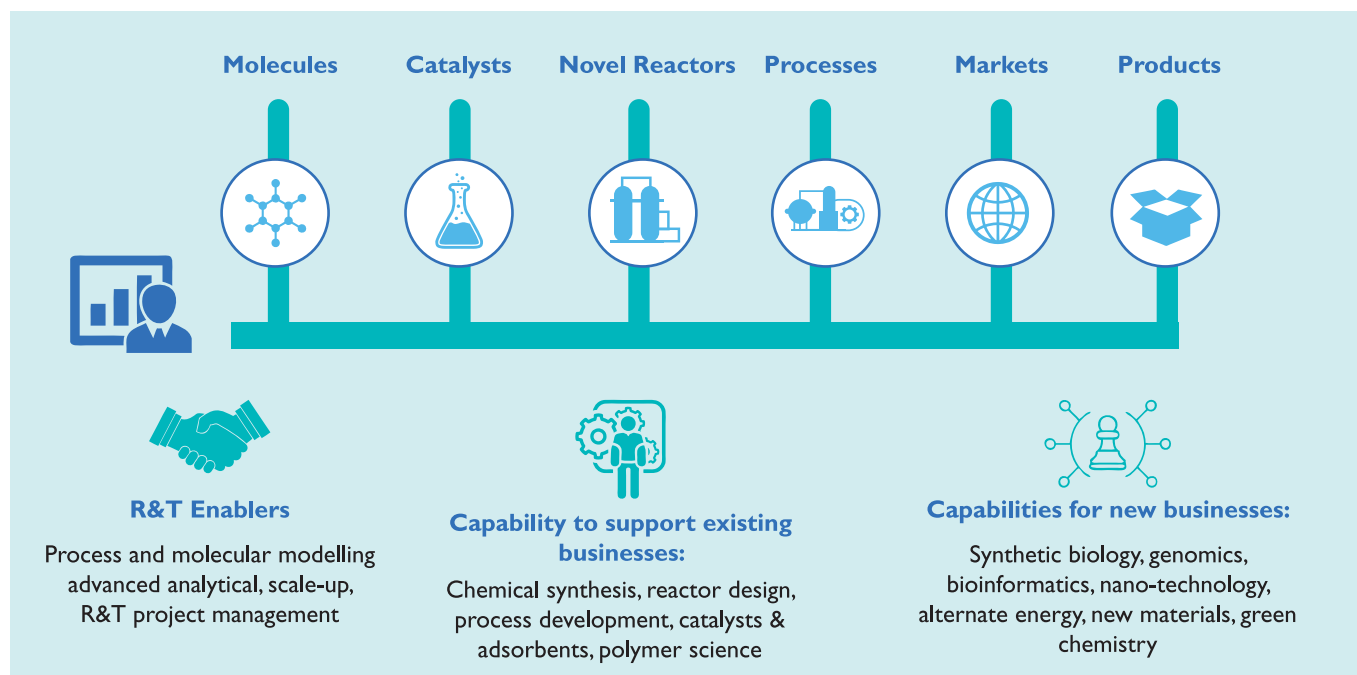 Molecules
Catalysts
Novel Reactors
Processes
Markets
Products
R&T Enablers
Process and molecular modelling
advanced analytical, scale-up,
R&T project management
Capability to support existing
businesses:
Chemical synthesis, reactor design,
process development, catalysts &
adsorbents, polymer science
Capabilities for new businesses:
Synthetic biology, genomics,
bioinformatics, nano-technology,
alternate energy, new materials, green
chemistry